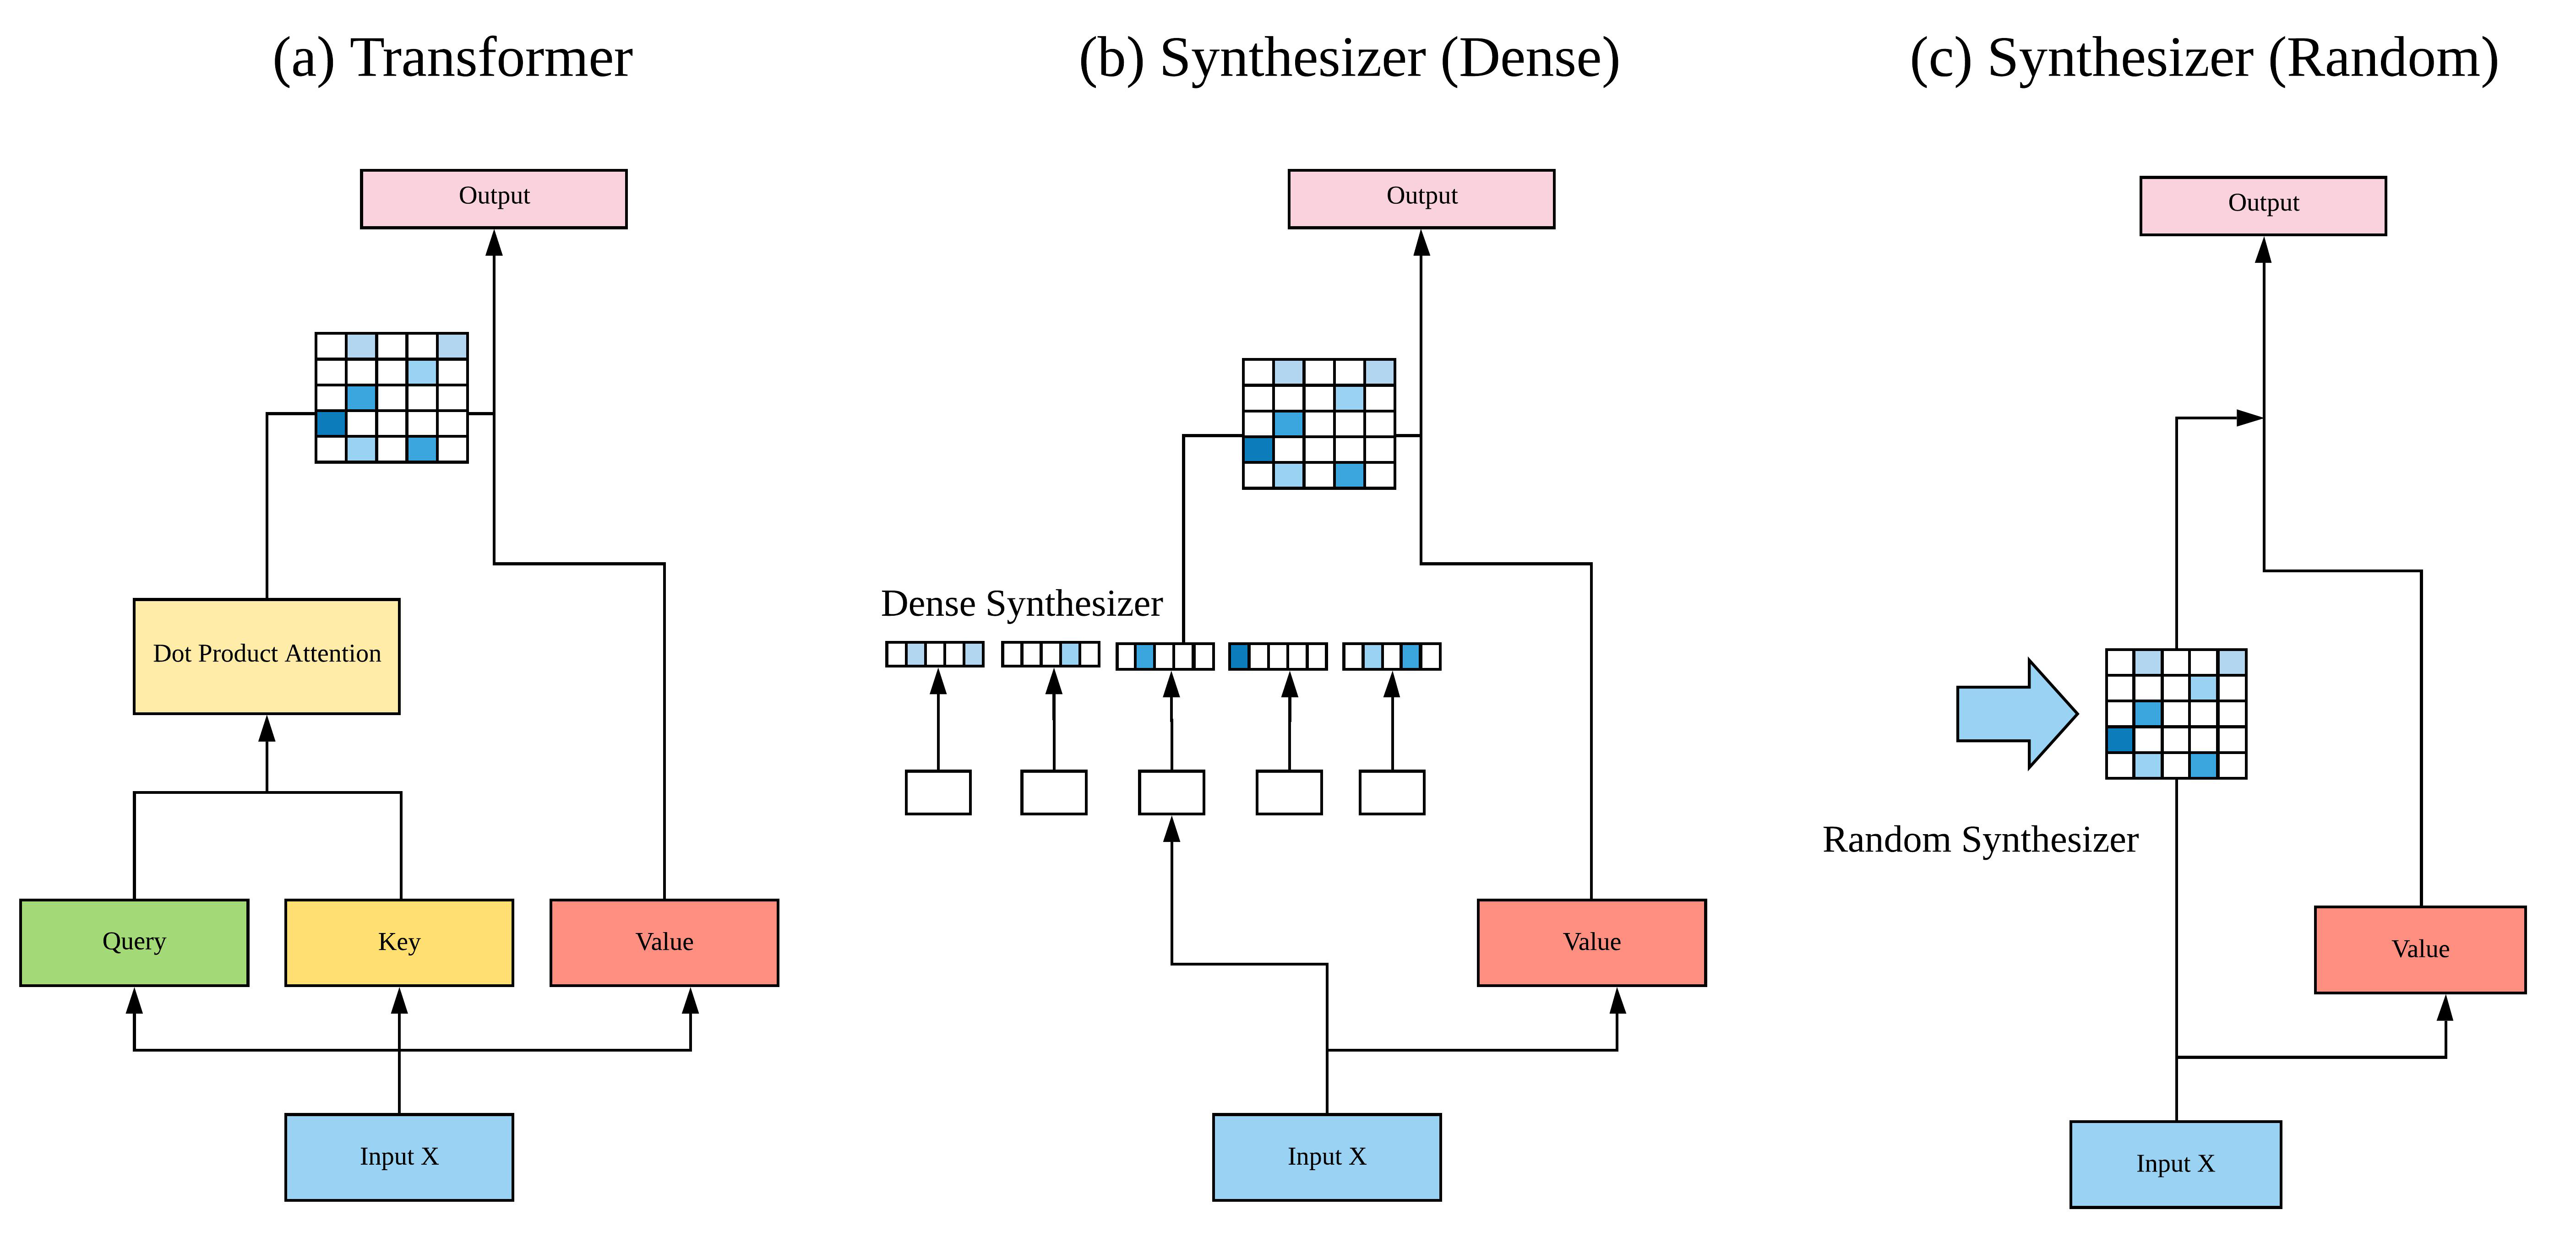 (a) Transformer
Output
Dot Product Attention
Query
Key
Value
Input X
(b) Synthesizer (Dense)
Output
Dense Synthesizer
Value
Input X
(c) Synthesizer (Random)
Output
Random Synthesizer
Value
Input X